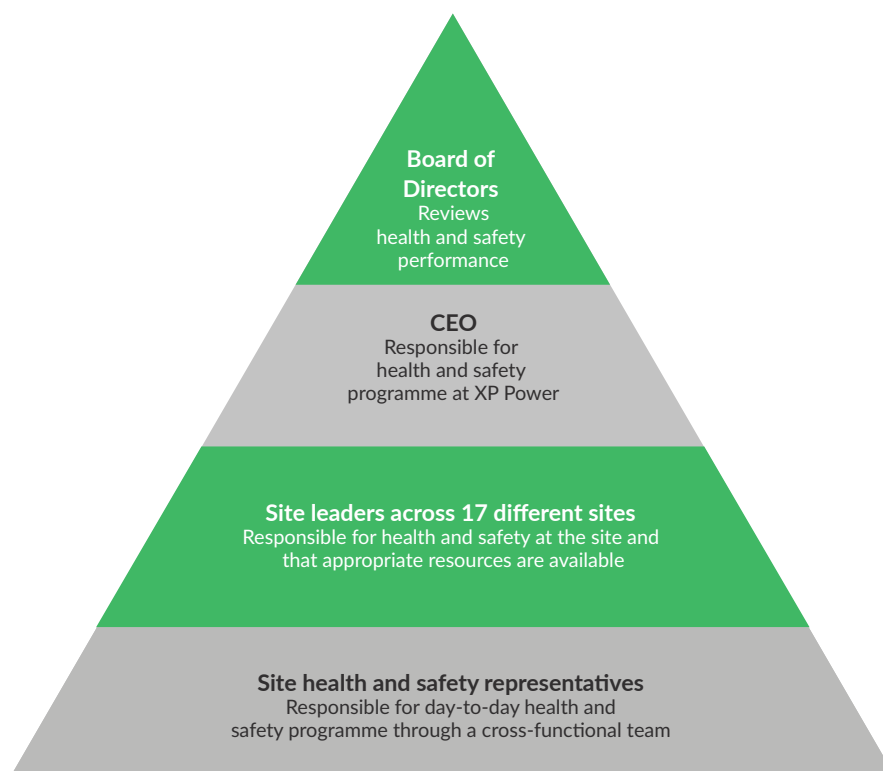 Board of
Directors
Reviews
health and safety
performance
CEO
Responsible for
health and safety
programme at XP Power
Site leaders across 17 different sites
Responsible for health and safety at the site and
that appropriate resources are available
Site health and safety representatives
Responsible for day-to-day health and
safety programme through a cross-functional team